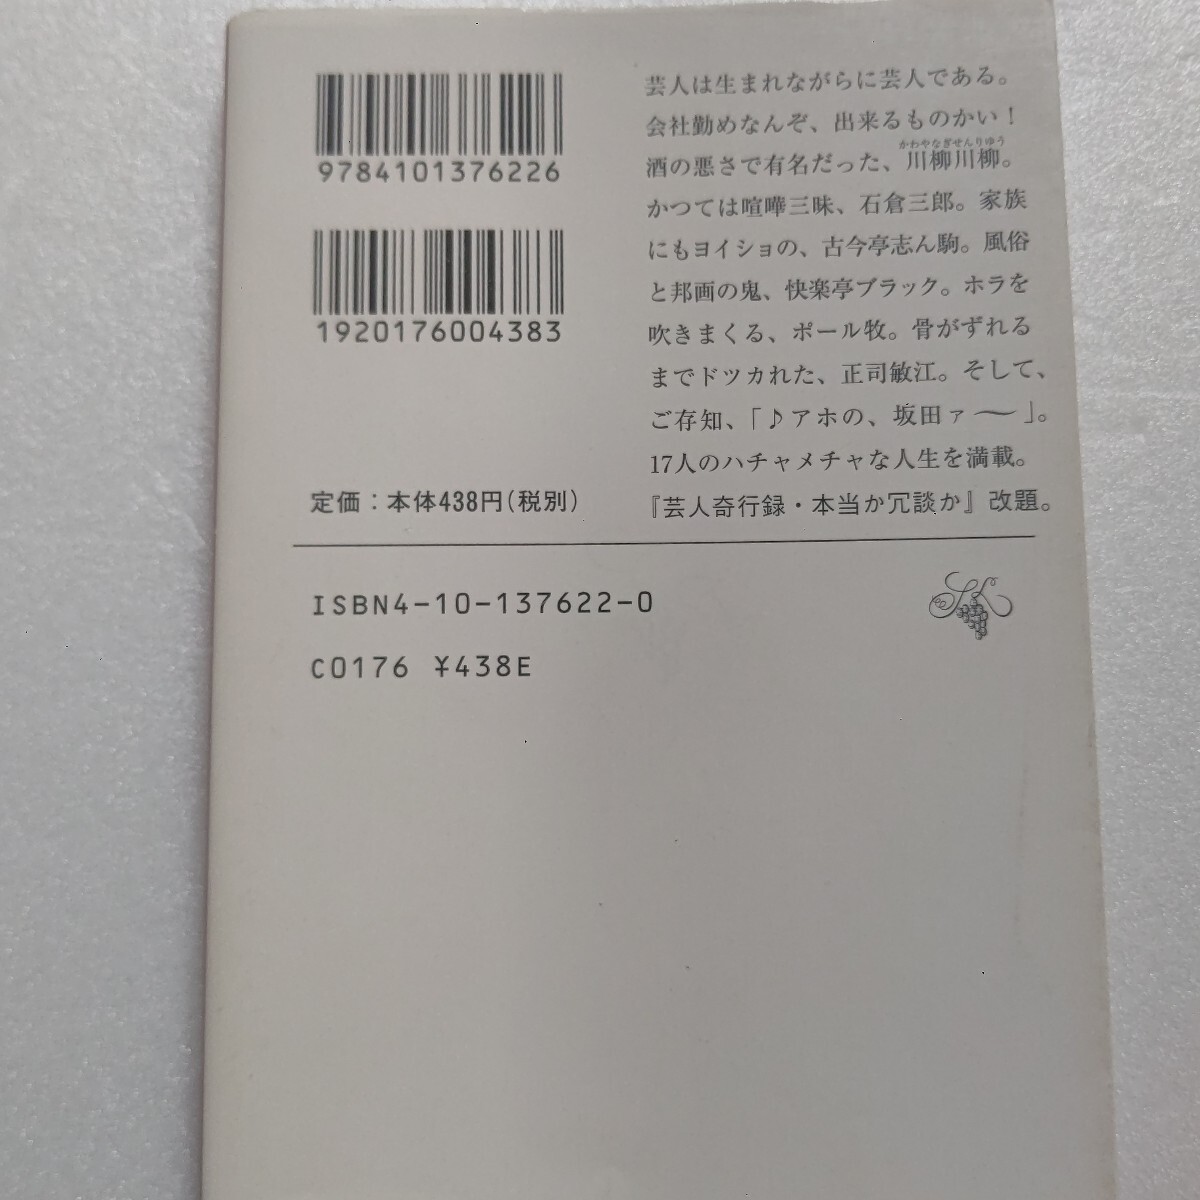 9784101376226
1920176004383
芸人は生まれながらに芸人である。
会社勤めなんぞ、出来るものかい！
かわやなぎせんりゆう
酒の悪さで有名だった、川柳川柳。
かつては喧嘩三昧、石倉三郎。家族
にもヨイショの、古今亭志ん駒。風俗
と邦画の鬼、快楽亭ブラック。ホラを
吹きまくる、ポール牧。骨がずれる
までドツカれた、正司敏江。そして、
ご存知、「♪アホの、坂田ァ〜」。
17人のハチャメチャな人生を満載。
『芸人奇行録・本当か冗談か』改題。
定価：本体438円(税別)
ISBN4-10-137622-0
C0176 ¥438E